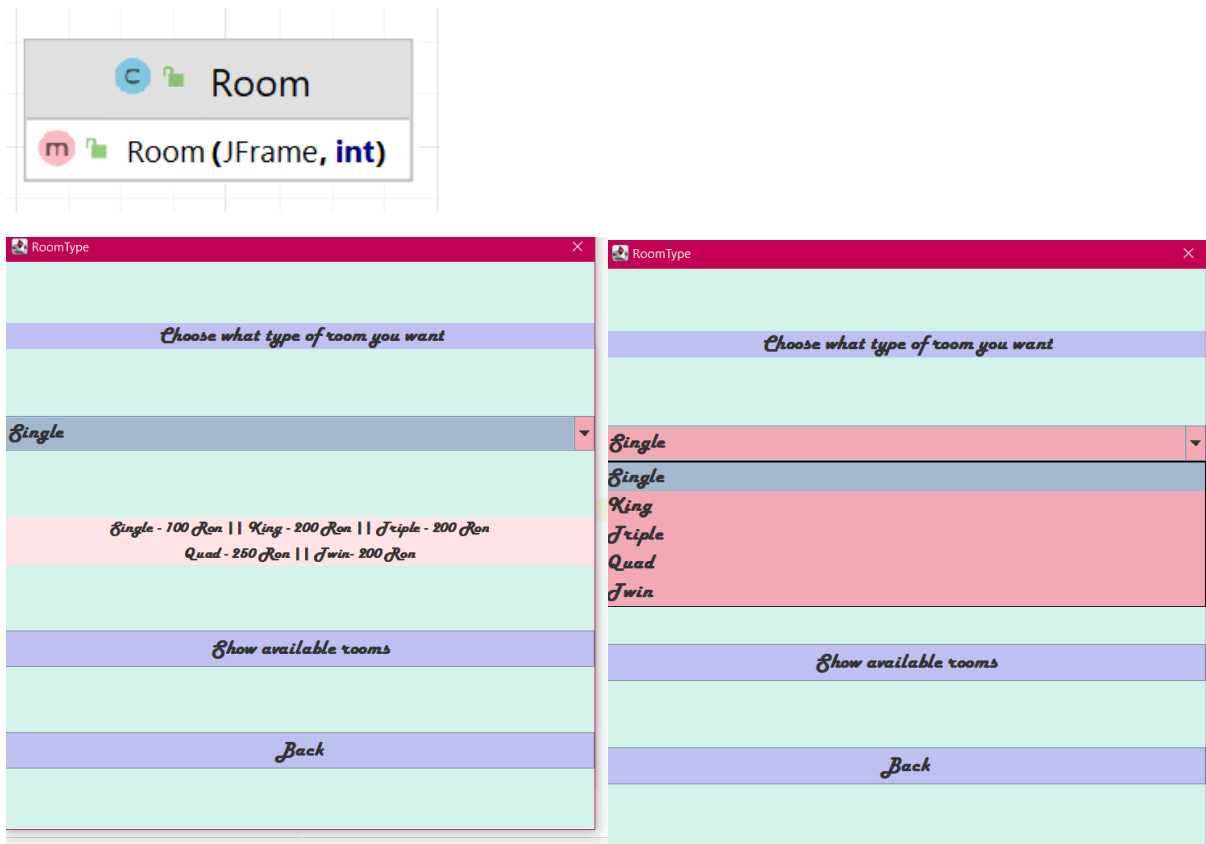 C Room
m Room (JFrame, int)
RoomType
Choose what type of room you want
Single
Single - 100 Ron || King - 200 Ron || Triple - 200 Ron
Quad - 250 Ron || Twin- 200 Ron
Show available rooms
Back
RoomType
Choose what type of room you want
Single
Single
King
Triple
Quad
Twin
Show available rooms
Back